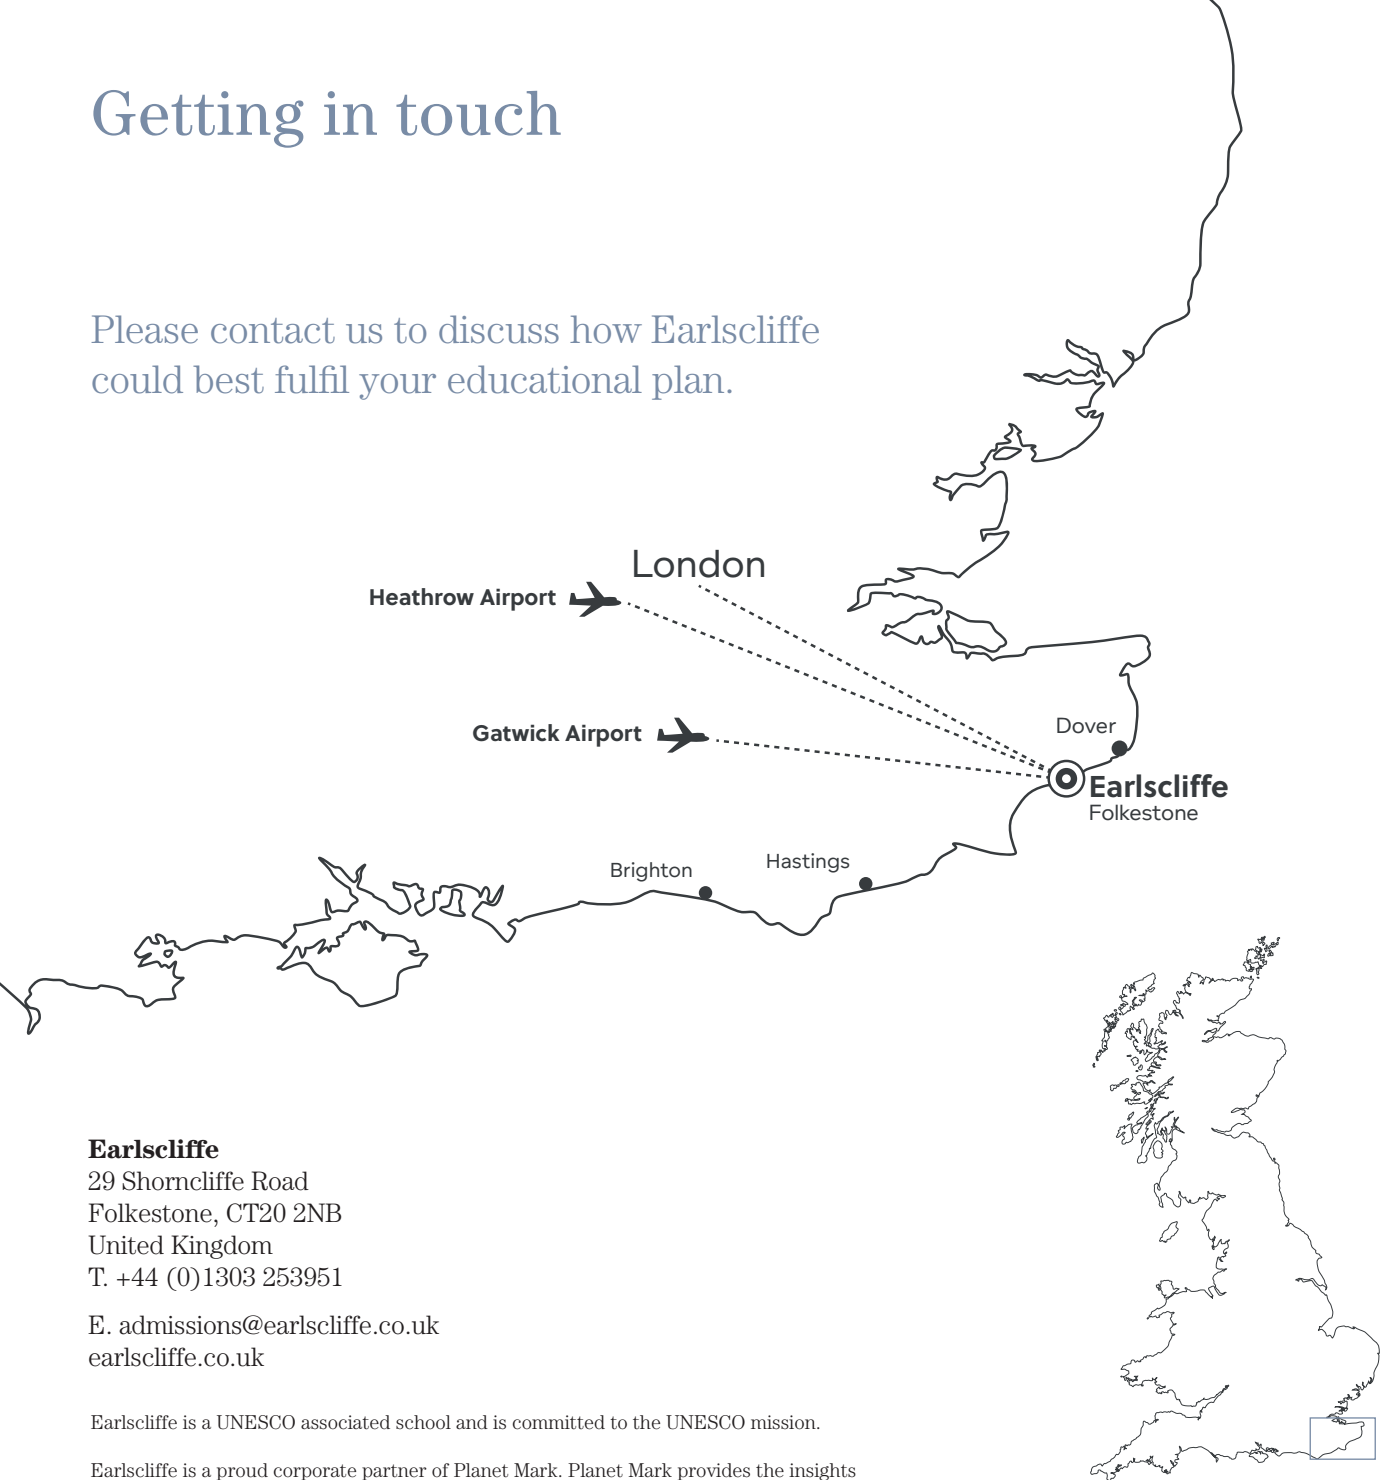 Getting in touch
Please contact us to discuss how Earlscliffe
could best fulfil your educational plan.
London
Heathrow Airport
Gatwick Airport
Dover
Earlscliffe
Folkestone
Hastings
Brighton
Earlscliffe
29 Shorncliffe Road
Folkestone, CT20 2NB
United Kingdom
T. +44 (0)1303 253951
E. admissions@earlscliffe.co.uk
earlscliffe.co.uk
Earlscliffe is a UNESCO associated school and is committed to the UNESCO mission.
Earlscliffe is a proud corporate partner of Planet Mark. Planet Mark provides the insights